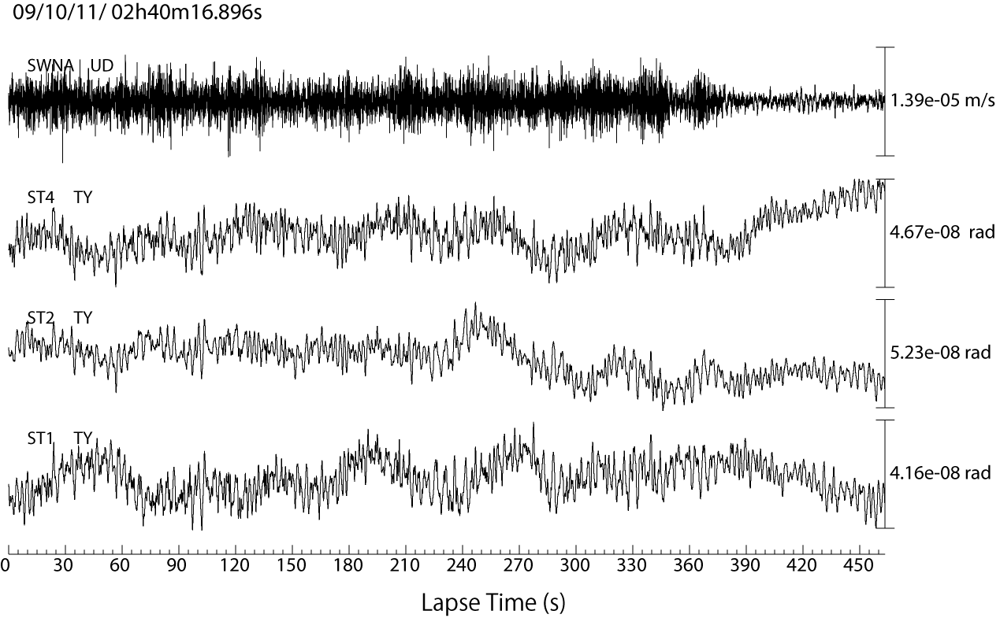 09/10/11/ 02h40m16.896s
SWNA UD
1.39e-05 m/s
ST4 TY
4.67e-08 rad
ST2 TY
5.23e-08 rad
ST1 TY
4.16e-08 rad
0 30 60 90 120 150 180 210 240 270 300 330 360 390 420 450
Lapse Time (s)